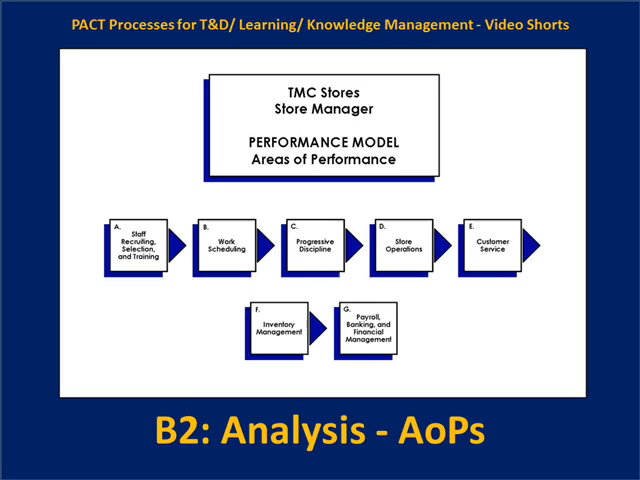 PACT Processes for T&D/ Learning/ Knowledge Management - Video Shorts
TMC Stores
Store Manager
PERFORMANCE MODEL
Areas of Performance
A.
Staff
Recruiting,
Selection,
and Training
B.
Work
Scheduling
C.
Progressive
Discipline
D.
Store
Operations
E.
Customer
Service
F.
Inventory
Management
G.
Payroll,
Banking, and
Financial
Management
B2: Analysis - AoPs